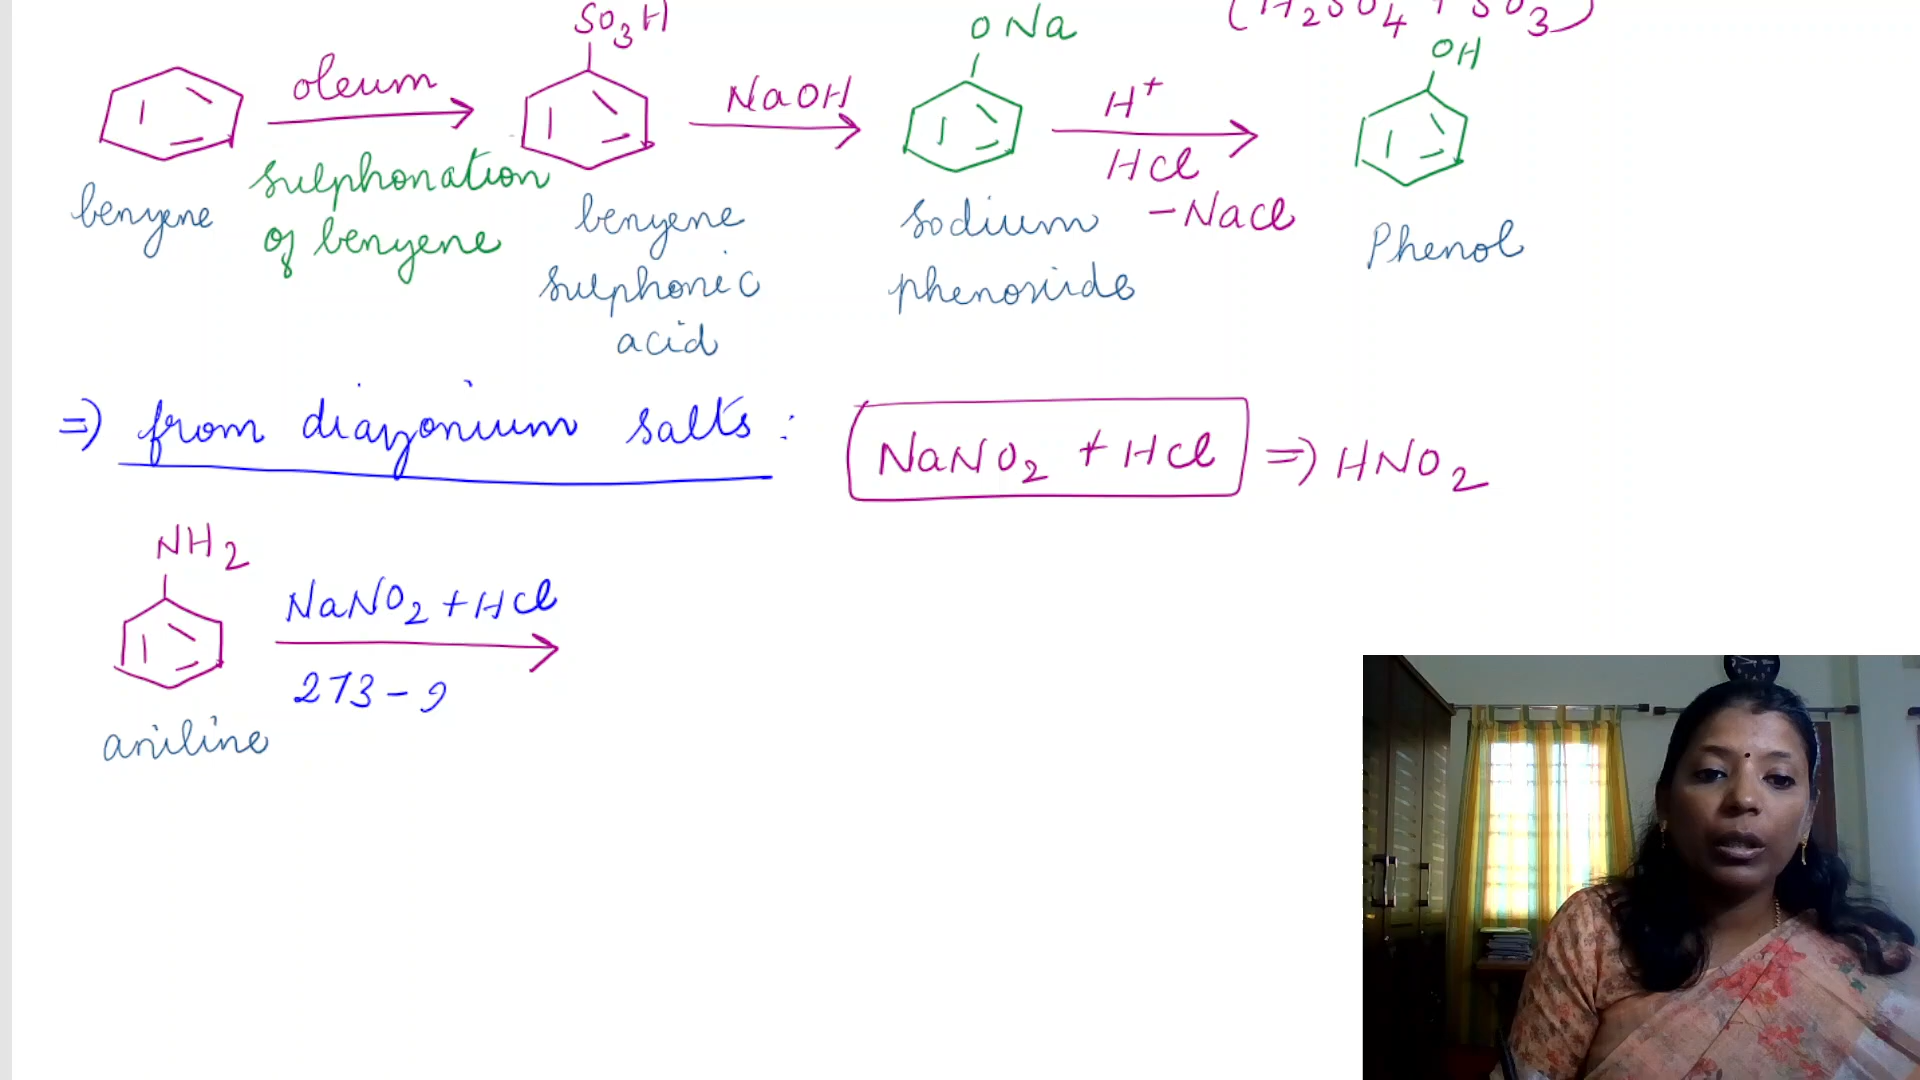 (H2SO4 + SO3)
SO3H
ONa
OH
oleum
NaOH
H+
HCl
-NaCl
benzene
sulphonation
of benzene
benzene
sulphonic
acid
sodium
phenoxide
Phenol
=) from diazonium salts :
NaNO2 + HCl =) HNO2
NH2
NaNO2 + HCl
273 - 2
aniline